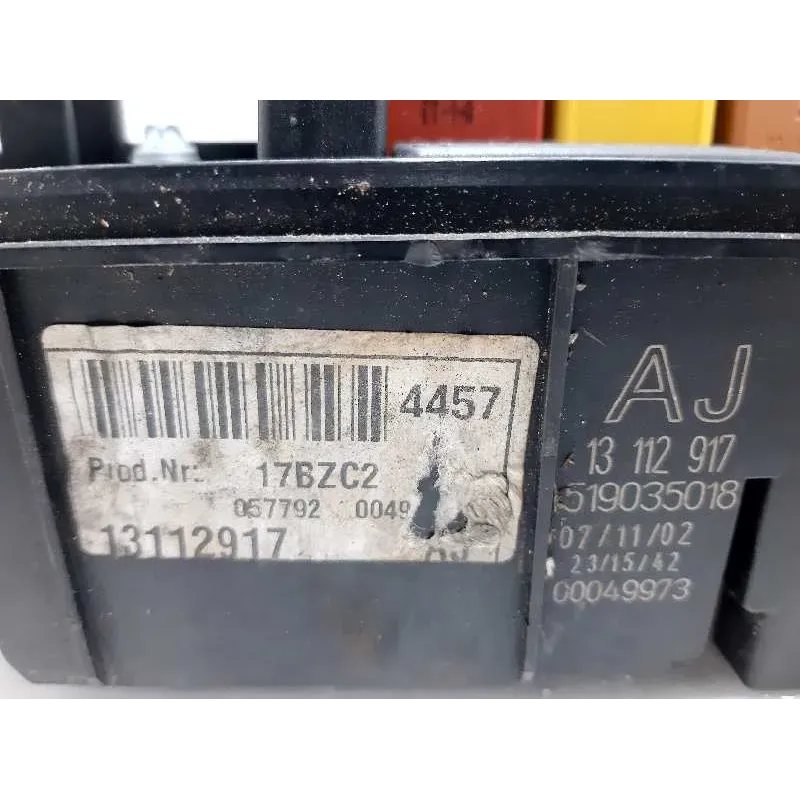 4457
Prod.Nr: 17BZC2
057792 0049
13112917
AJ
13 112 917
519035018
07/11/02
23/15/42
00049973